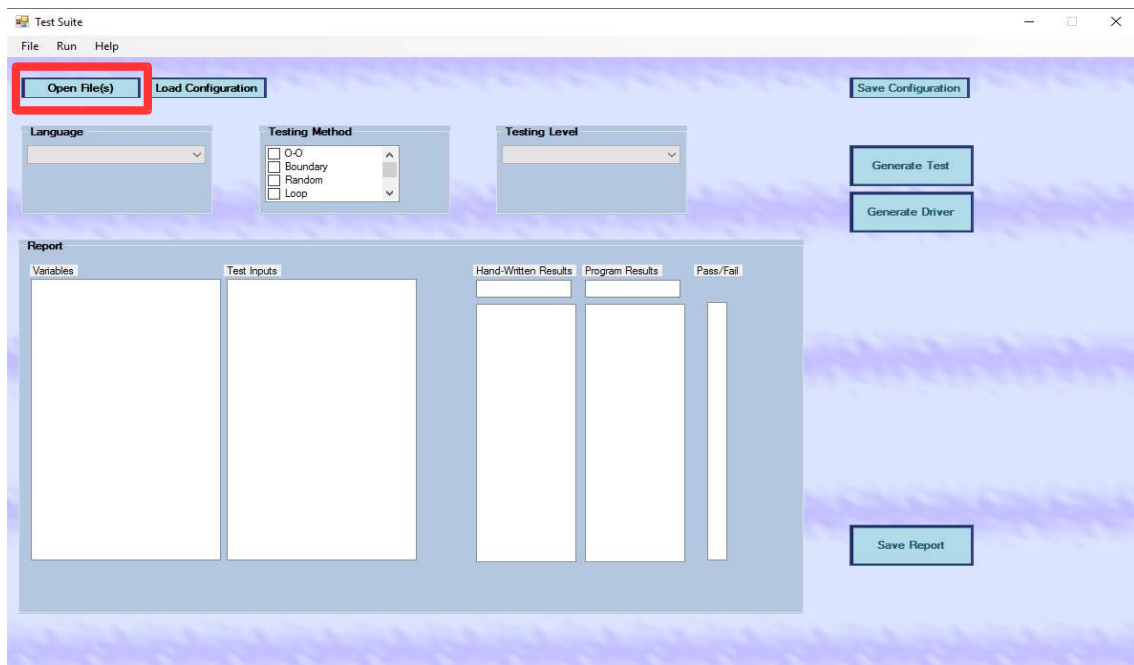 Test Suite
File Run Help
Open File(s) Load Configuration Save Configuration
Language Testing Method Testing Level
O-O
Boundary
Random
Loop
Generate Test
Generate Driver
Report
Variables Test Inputs Hand-Written Results Program Results Pass/Fail
Save Report